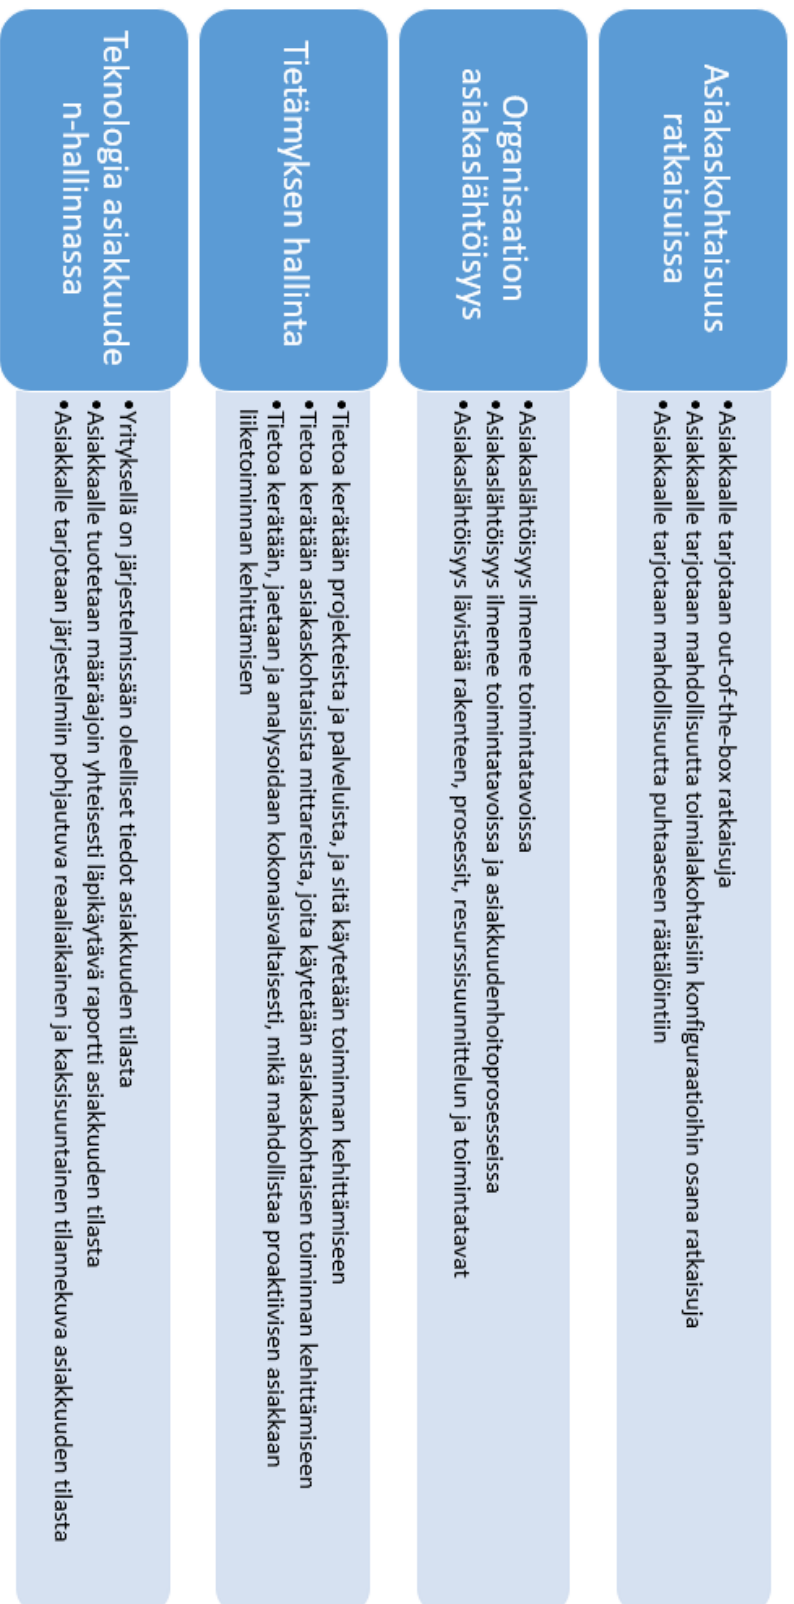 Asiakaskohtaisuus
ratkaisuissa
•Asiakkaalle tarjotaan out-of-the-box ratkaisuja
•Asiakkaalle tarjotaan mahdollisuutta toimialakohtaisiin konfiguraatioihin osana ratkaisuja
•Asiakkaalle tarjotaan mahdollisuutta puhtaaseen räätälöintiin
Organisaation
asiakaslähtöisyys
•Asiakaslähtöisyys ilmenee toimintatavoissa
•Asiakaslähtöisyys ilmenee toimintatavoissa ja asiakkuudenhoitoprosesseissa
•Asiakaslähtöisyys lävistää rakenteen, prosessit, resurssisuunnittelun ja toimintatavat
Tietämyksen hallinta
•Tietoa kerätään projekteista ja palveluista, ja sitä käytetään toiminnan kehittämiseen
•Tietoa kerätään asiakaskohtaisista mittareista, joita käytetään asiakaskohtaisen toiminnan kehittämiseen
•Tietoa kerätään, jaetaan ja analysoidaan kokonaisvaltaisesti, mikä mahdollistaa proaktiivisen asiakkaan
liiketoiminnan kehittämisen
Teknologia asiakkuude
n-hallinnassa
•Yrityksellä on järjestelmissään oleelliset tiedot asiakkuuden tilasta
•Asiakkaalle tuotetaan määräajoin yhteisesti läpikäytävä raportti asiakkuuden tilasta
•Asiakkalle tarjotaan järjestelmiin pohjautuva reaaliaikainen ja kaksisuuntainen tilannekuva asiakkuuden tilasta